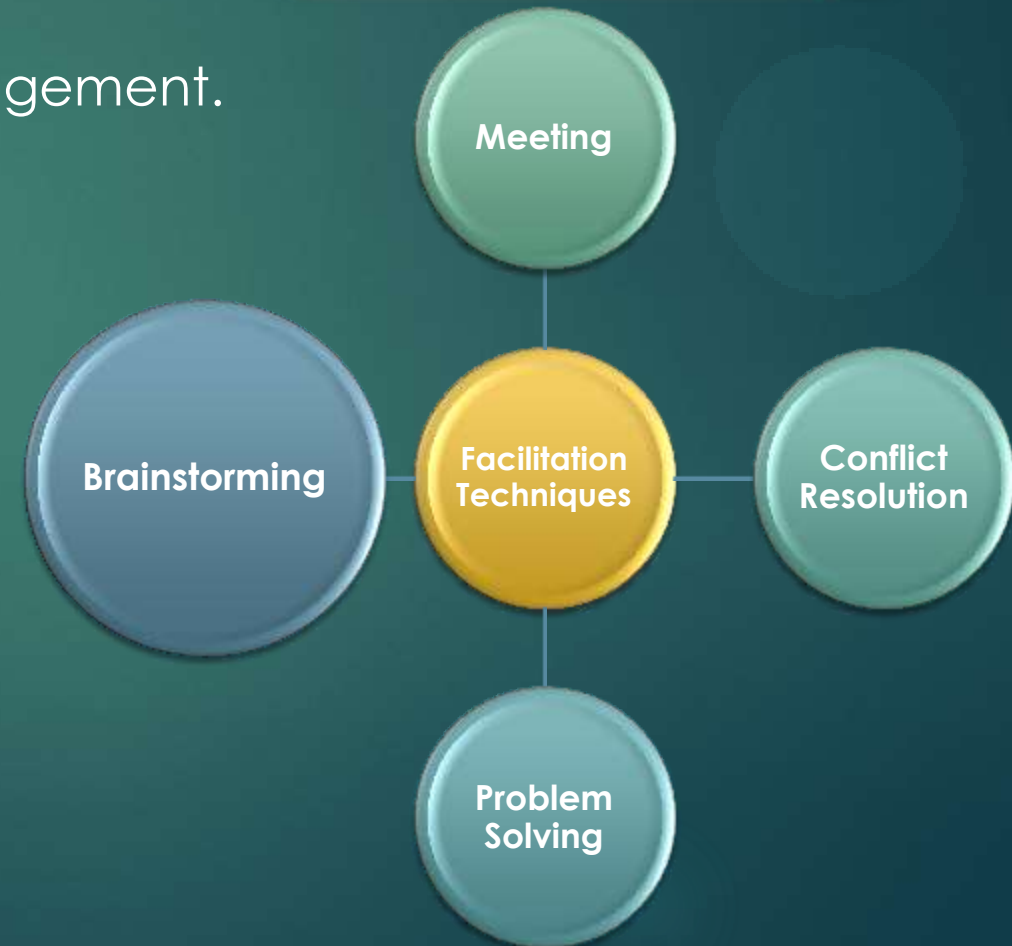 gement.
Meeting
Brainstorming
Facilitation
Techniques
Conflict
Resolution
Problem
Solving